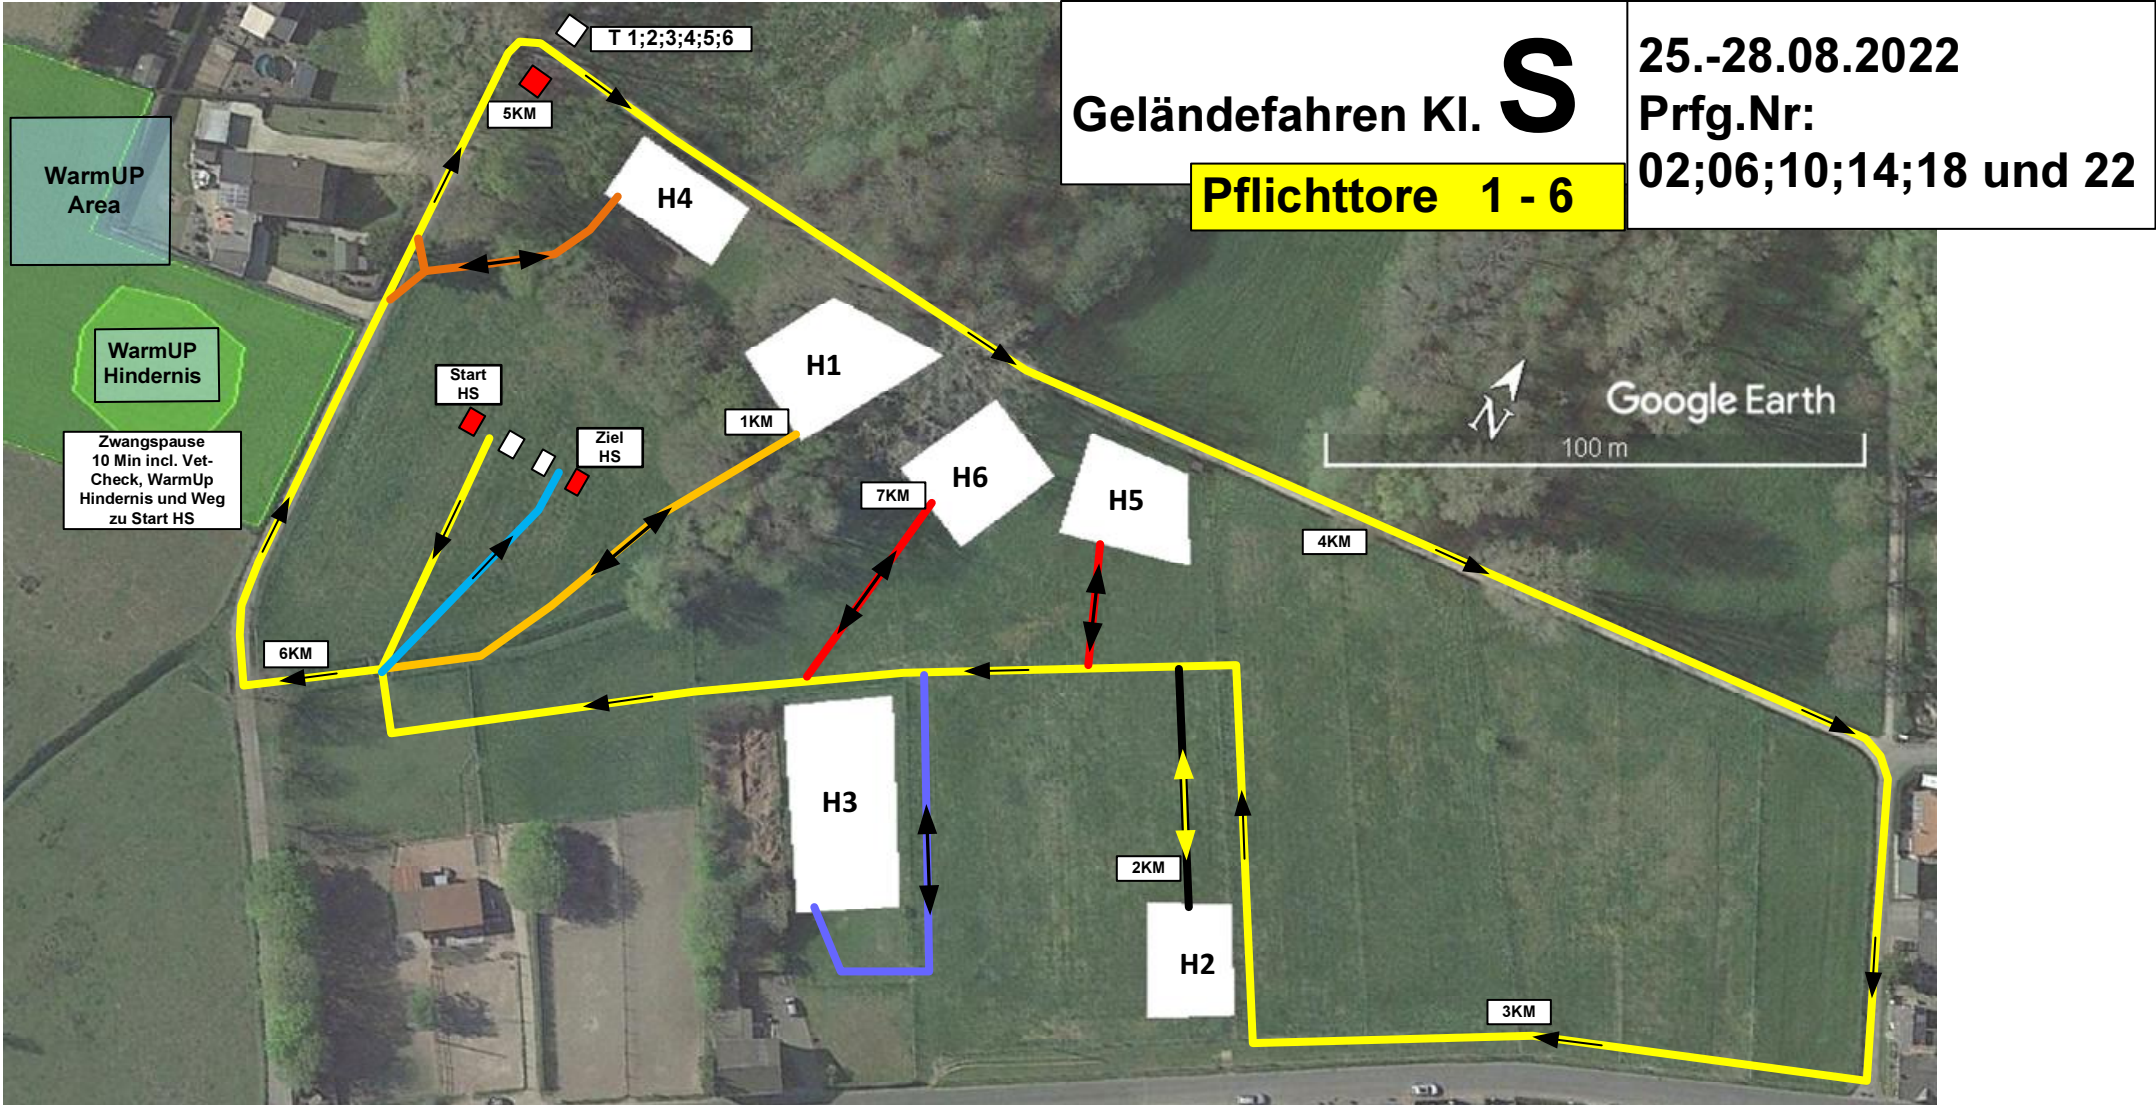 T 1;2;3;4;5;6
Geländefahren Kl. S
25.-28.08.2022
Prfg.Nr:
02;06;10;14;18 und 22
Pflichttore 1 - 6
5KM
WarmUP
Area
H4
WarmUP
Hindernis
H1
Start
HS
1KM
Ziel
HS
Zwangspause
10 Min incl. Vet-
Check, WarmUp
Hindernis und Weg
zu Start HS
N
Google Earth
100 m
H6
7KM
H5
4KM
6KM
H3
2KM
H2
3KM